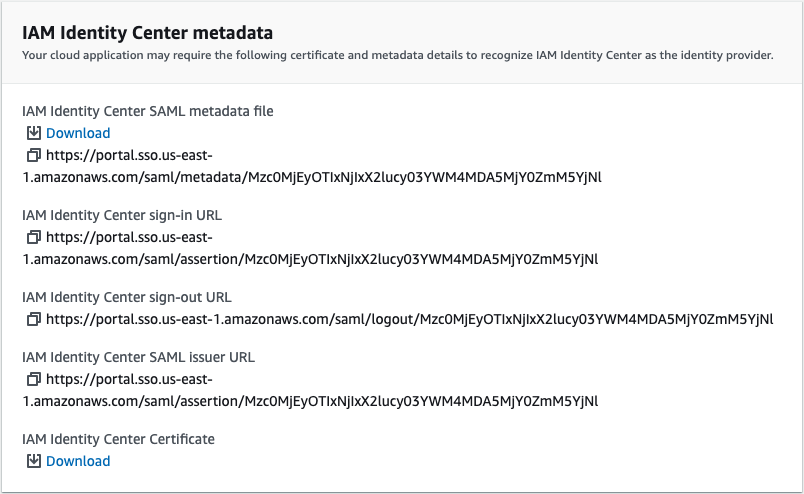 IAM Identity Center metadata
Your cloud application may require the following certificate and metadata details to recognize IAM Identity Center as the identity provider.
IAM Identity Center SAML metadata file
Download
https://portal.sso.us-east-
1.amazonaws.com/saml/metadata/Mzc0MjEyOTIxNjIxX2lucy03YWM4MDA5MjY0ZmM5YjNl
IAM Identity Center sign-in URL
https://portal.sso.us-east-
1.amazonaws.com/saml/assertion/Mzc0MjEyOTIxNjIxX2lucy03YWM4MDA5MjY0ZmM5YjNl
IAM Identity Center sign-out URL
https://portal.sso.us-east-1.amazonaws.com/saml/logout/Mzc0MjEyOTIxNjIxX2lucy03YWM4MDA5MjY0ZmM5YjNl
IAM Identity Center SAML issuer URL
https://portal.sso.us-east-
1.amazonaws.com/saml/assertion/Mzc0MjEyOTIxNjIxX2lucy03YWM4MDA5MjY0ZmM5YjNl
IAM Identity Center Certificate
Download